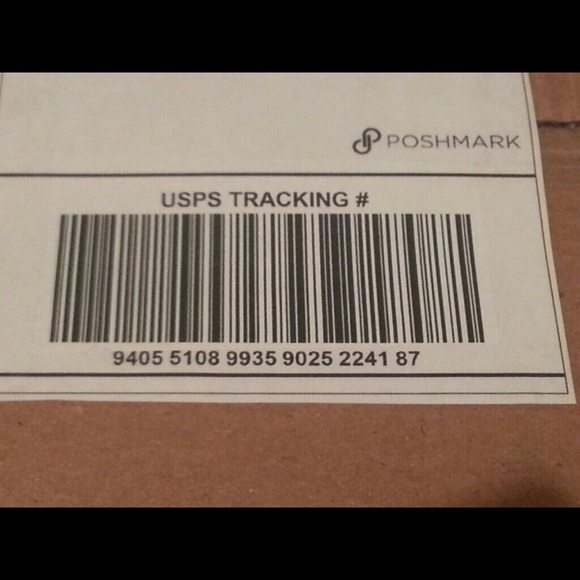 POSHMARK
USPS TRACKING #
9405 5108 9935 9025 2241 87